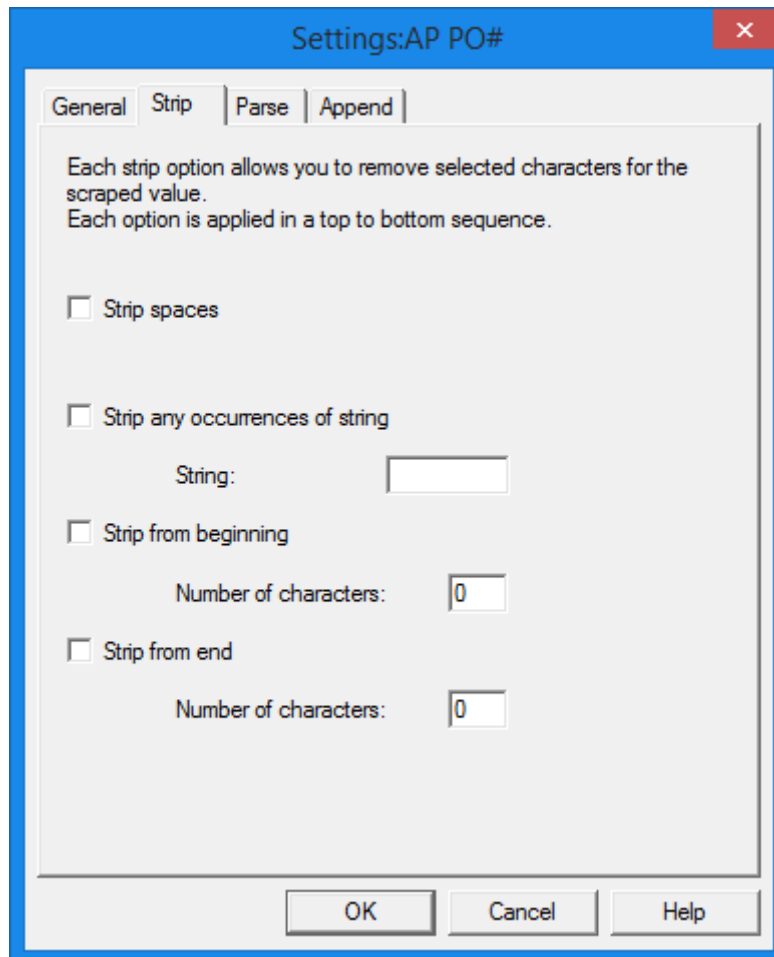 Settings:AP PO#
General Strip Parse Append
Each strip option allows you to remove selected characters for the
scraped value.
Each option is applied in a top to bottom sequence.
Strip spaces
Strip any occurrences of string
String:
Strip from beginning
Number of characters: 0
Strip from end
Number of characters: 0
OK Cancel Help